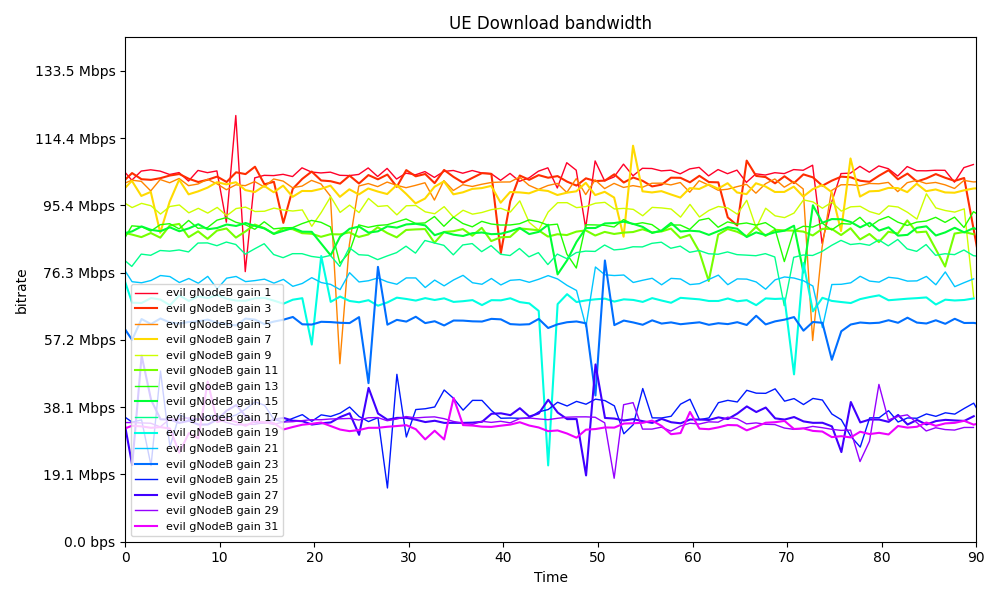 UE Download bandwidth
133.5 Mbps
114.4 Mbps
95.4 Mbps
76.3 Mbps
57.2 Mbps
38.1 Mbps
19.1 Mbps
0.0 bps
bitrate
evil gNodeB gain 1
evil gNodeB gain 3
evil gNodeB gain 5
evil gNodeB gain 7
evil gNodeB gain 9
evil gNodeB gain 11
evil gNodeB gain 13
evil gNodeB gain 15
evil gNodeB gain 17
evil gNodeB gain 19
evil gNodeB gain 21
evil gNodeB gain 23
evil gNodeB gain 25
evil gNodeB gain 27
evil gNodeB gain 29
evil gNodeB gain 31
0 10 20 30 40 50 60 70 80 90
Time